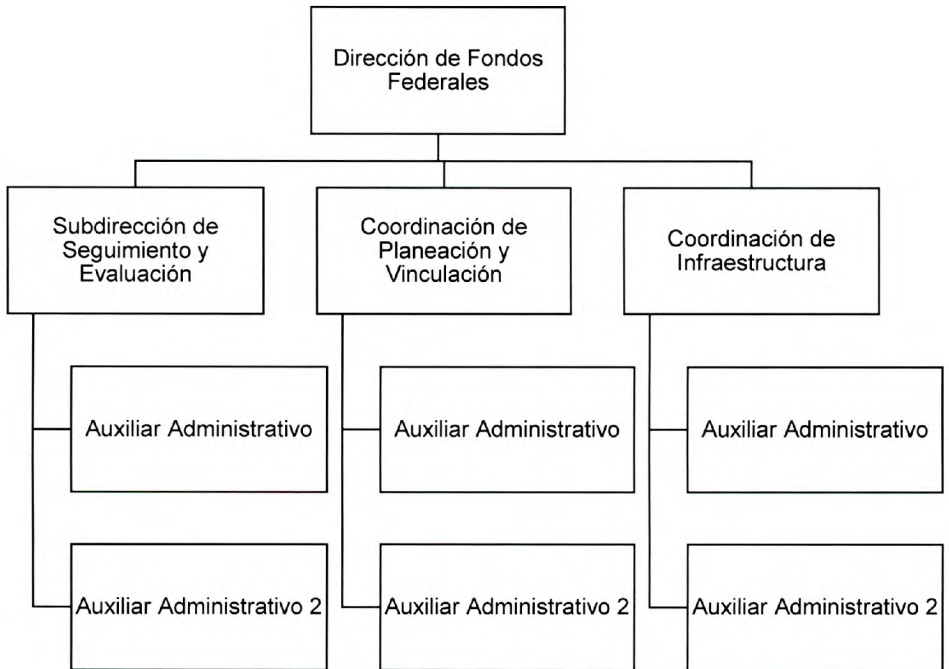 Dirección de Fondos
Federales
Subdirección de
Seguimiento y
Evaluación
Coordinación de
Planeación y
Vinculación
Coordinación de
Infraestructura
Auxiliar Administrativo
Auxiliar Administrativo
Auxiliar Administrativo
Auxiliar Administrativo 2
Auxiliar Administrativo 2
Auxiliar Administrativo 2